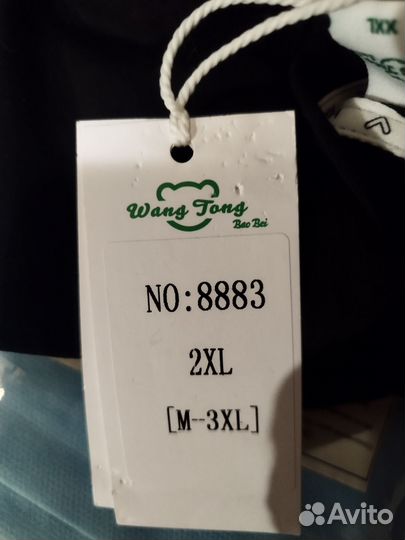 Wang Tong
Bao Bei
NO:8883
2XL
[M--3XL]
Avito